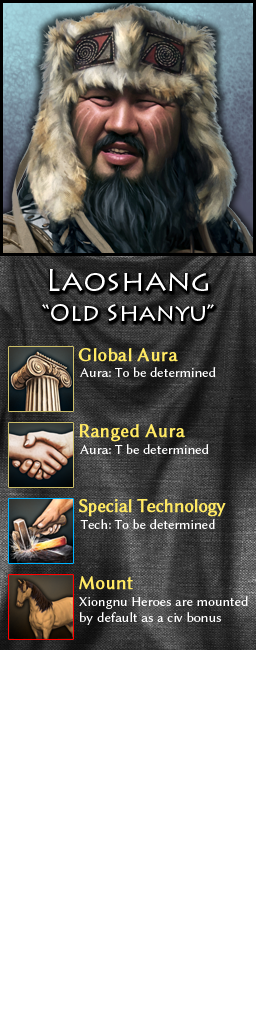 Laoshang
“Old Shanyu”
Global Aura
Aura: To be determined
Ranged Aura
Aura: T be determined
Special Technology
Tech: To be determined
Mount
Xiongnu Heroes are mounted
by default as a civ bonus